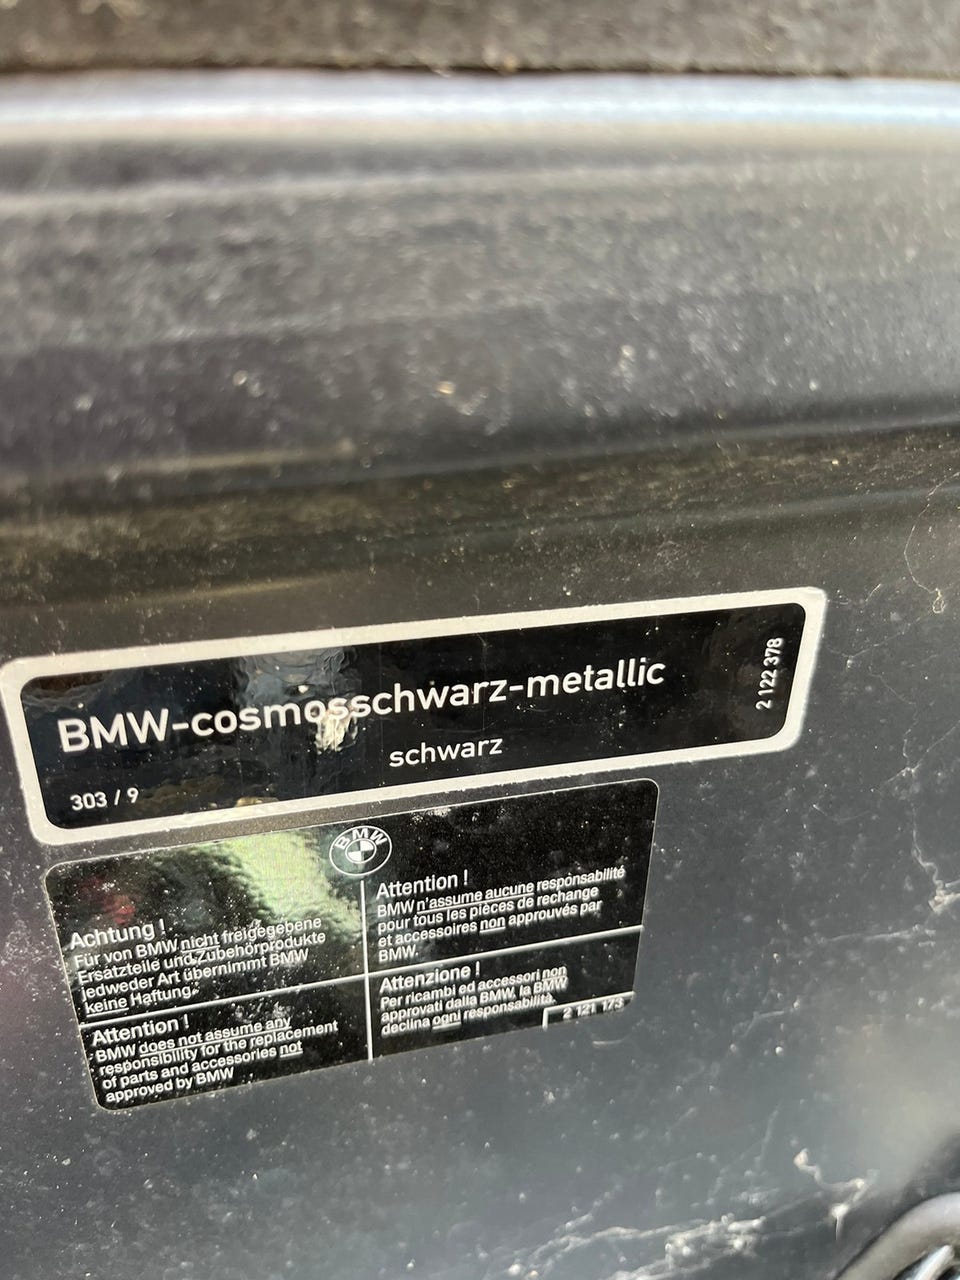 BMW-cosmosschwarz-metallic
schwarz
303 / 9
2 122 378
BMW
Achtung !
Für von BMW nicht freigegebene
Ersatzteile und Zubehörprodukte
jedweder Art übernimmt BMW
keine Haftung.
Attention !
BMW n'assume aucune responsabilité
pour tous les pièces de rechange
et accessoires non approuvés par
BMW.
Attention !
BMW does not assume any
responsibility for the replacement
of parts and accessories not
approved by BMW
Attenzione !
Per ricambi ed accessori non
approvati dalla BMW, la BMW
declina ogni responsabilità.
2 121 173